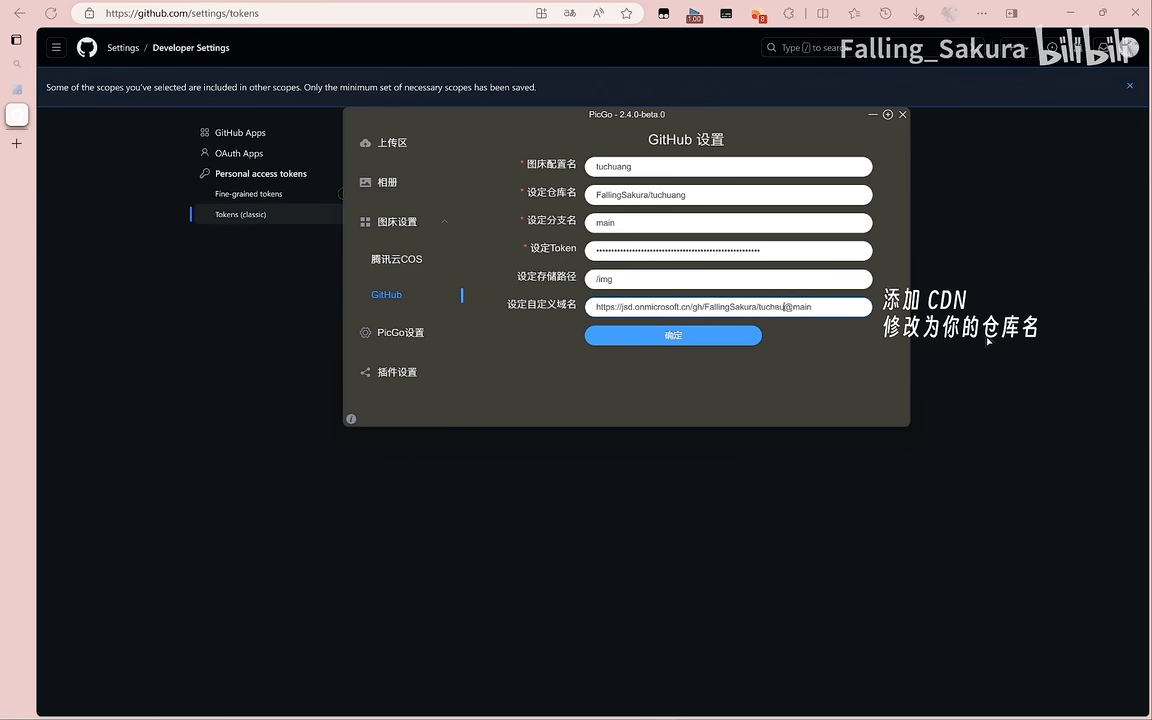 https://github.com/settings/tokens
1.00
8
Settings / Developer Settings
Type / to search
Falling_Sakura bilibili
Some of the scopes you've selected are included in other scopes. Only the minimum set of necessary scopes has been saved.
GitHub Apps
OAuth Apps
Personal access tokens
Fine-grained tokens
Tokens (classic)
PicGo - 2.4.0-beta.0
上传区
相册
图床设置
腾讯云COS
GitHub
PicGo设置
插件设置
GitHub 设置
* 图床配置名 tuchuang
* 设定仓库名 FallingSakura/tuchuang
* 设定分支名 main
* 设定Token
设定存储路径 /img
设定自定义域名 https://jsd.onmicrosoft.cn/gh/FallingSakura/tuchau@main
确定
添加 CDN
修改为你的仓库名